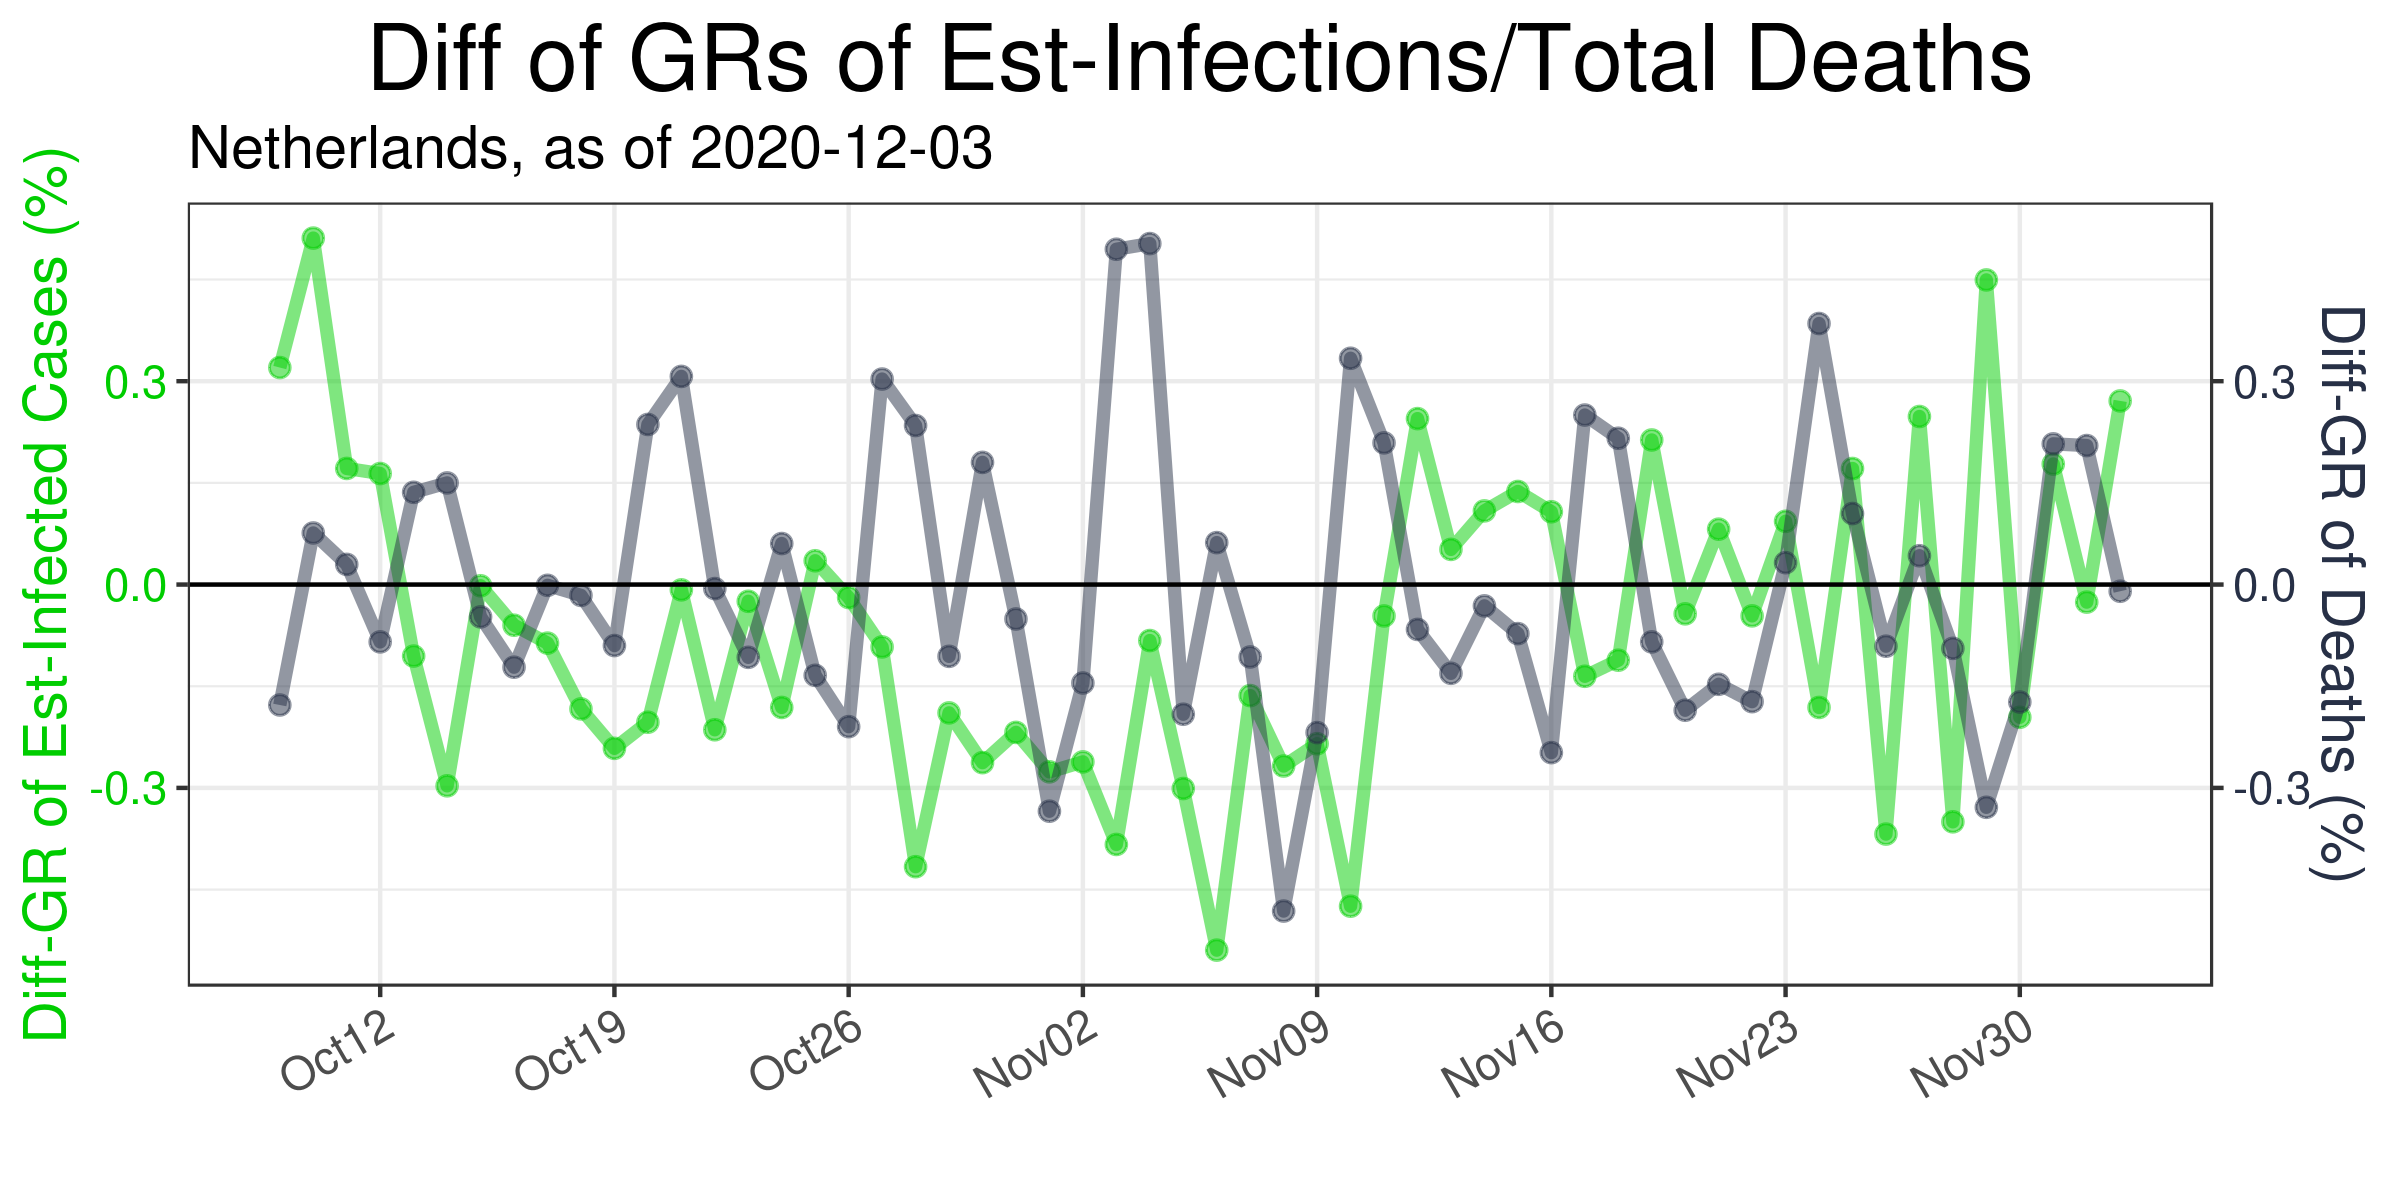 Diff of GRs of Est-Infections/Total Deaths
Netherlands, as of 2020-12-03
Diff-GR of Est-Infected Cases (%)
0.3
0.0
-0.3
0.3
0.0
-0.3
Diff-GR of Deaths (%)
Oct12
Oct19
Oct26
Nov02
Nov09
Nov16
Nov23
Nov30